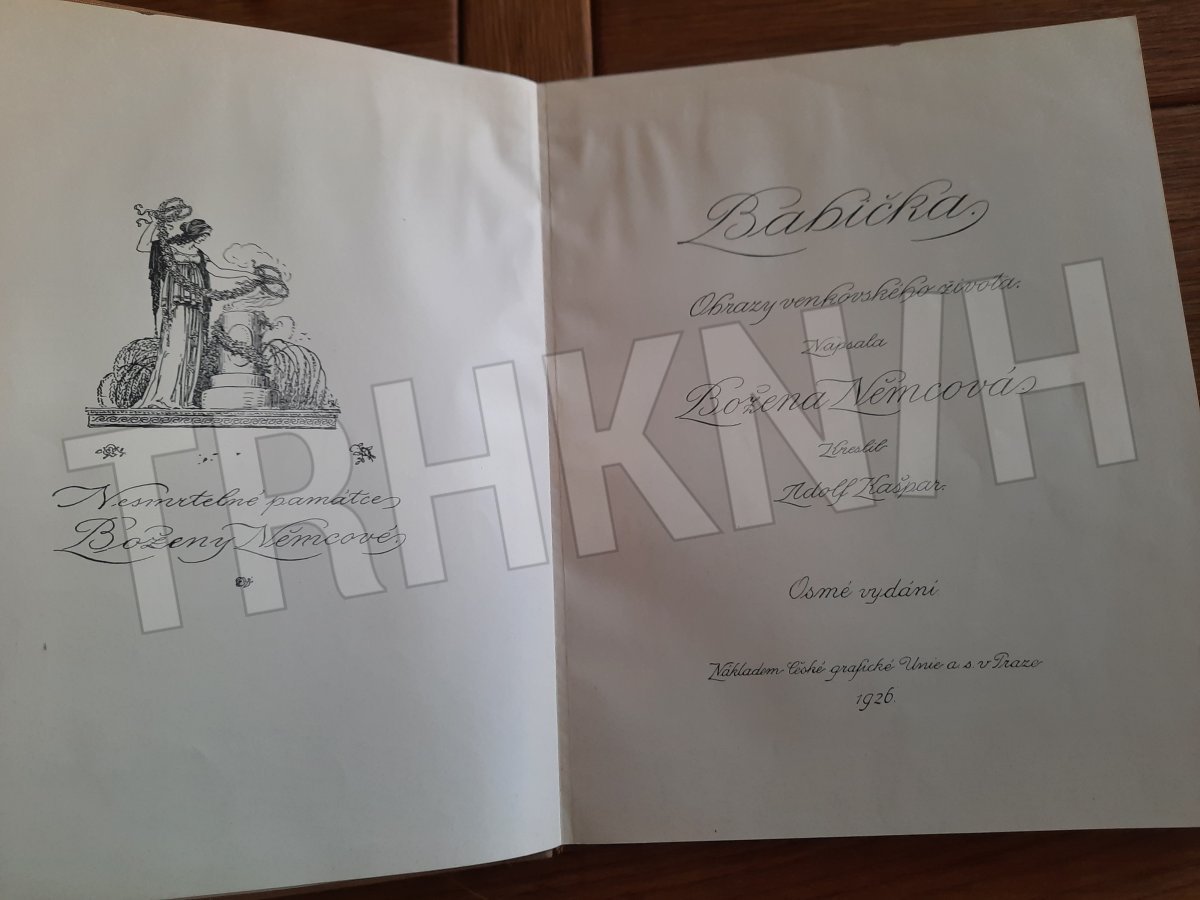 Nesmrtelné památce
Boženy Němcové.
Babička.
Obrazy venkovského života.
Napsala
Božena Němcová
Kreslil
Adolf Kašpar.
Osmé vydání.
Nákladem České grafické Unie a. s. v Praze
1926.
TRHKNIH